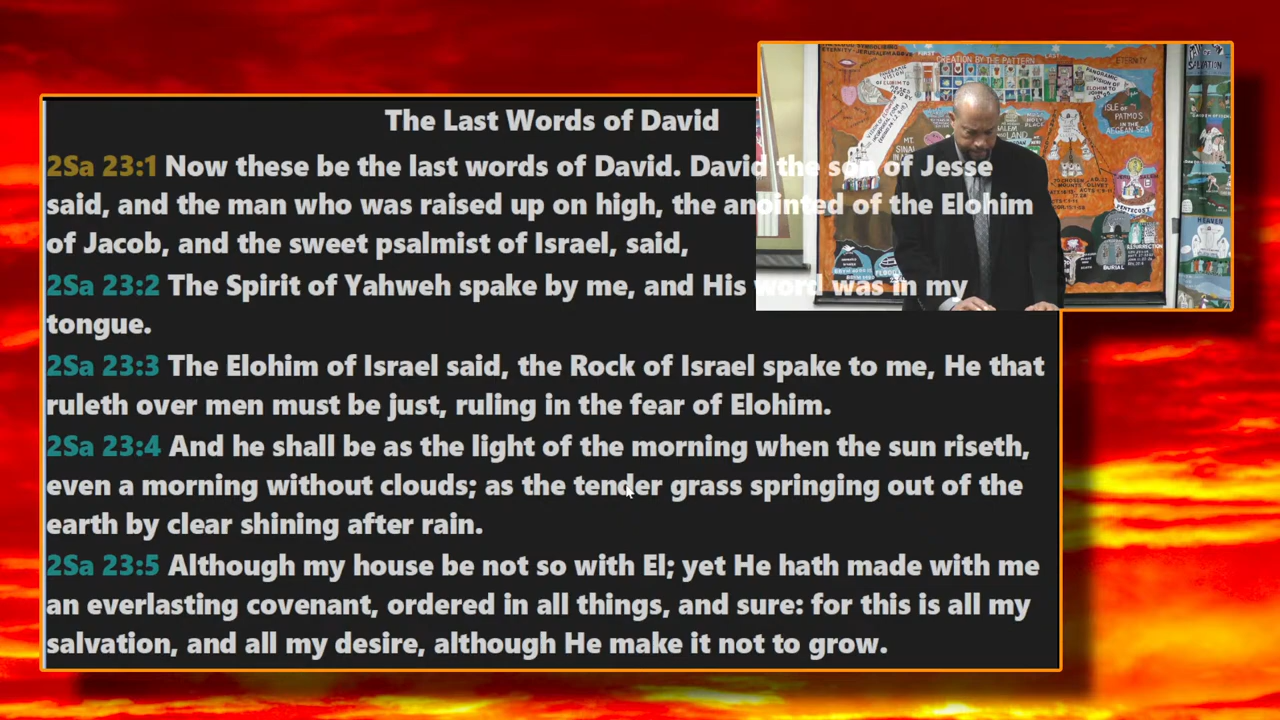 The Last Words of David
2Sa 23:1 Now these be the last words of David. David the son of Jesse
said, and the man who was raised up on high, the anointed of the Elohim
of Jacob, and the sweet psalmist of Israel, said,
2Sa 23:2 The Spirit of Yahweh spake by me, and His word was in my
tongue.
2Sa 23:3 The Elohim of Israel said, the Rock of Israel spake to me, He that
ruleth over men must be just, ruling in the fear of Elohim.
2Sa 23:4 And he shall be as the light of the morning when the sun riseth,
even a morning without clouds; as the tender grass springing out of the
earth by clear shining after rain.
2Sa 23:5 Although my house be not so with El; yet He hath made with me
an everlasting covenant, ordered in all things, and sure: for this is all my
salvation, and all my desire, although He make it not to grow.
CREATION BY THE PATTERN
ETERNITY
PANORAMIC
VISION
OF ELOHIM TO
ISLE OF
PATMOS
IN THE
AEGEAN SEA
MT.
PENTECOST
BURIAL
SALVATION
HEAVEN